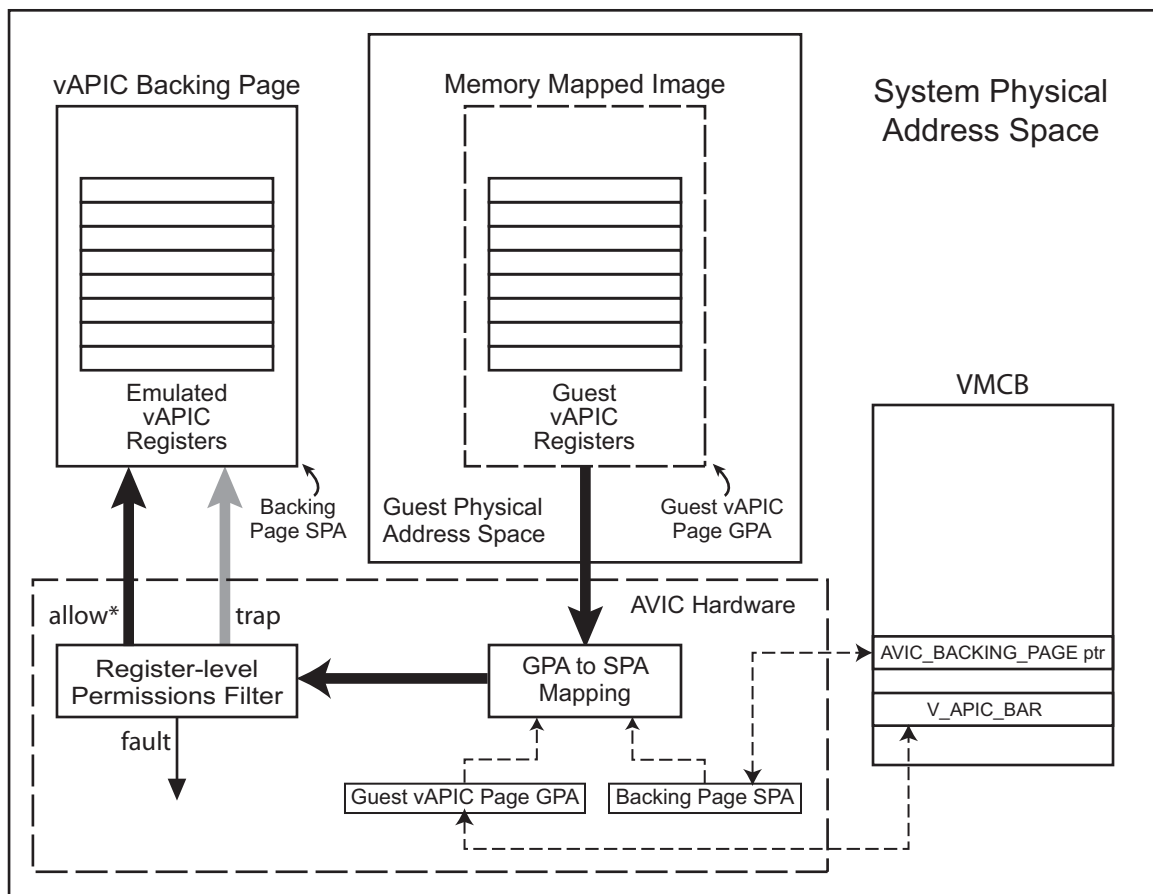 vAPIC Backing Page
Memory Mapped Image
System Physical
Address Space
Emulated
vAPIC
Registers
Guest
vAPIC
Registers
VMCB
Backing
Page SPA
Guest Physical
Address Space
Guest vAPIC
Page GPA
allow*
trap
AVIC Hardware
Register-level
Permissions Filter
GPA to SPA
Mapping
AVIC_BACKING_PAGE ptr
V_APIC_BAR
fault
Guest vAPIC Page GPA
Backing Page SPA